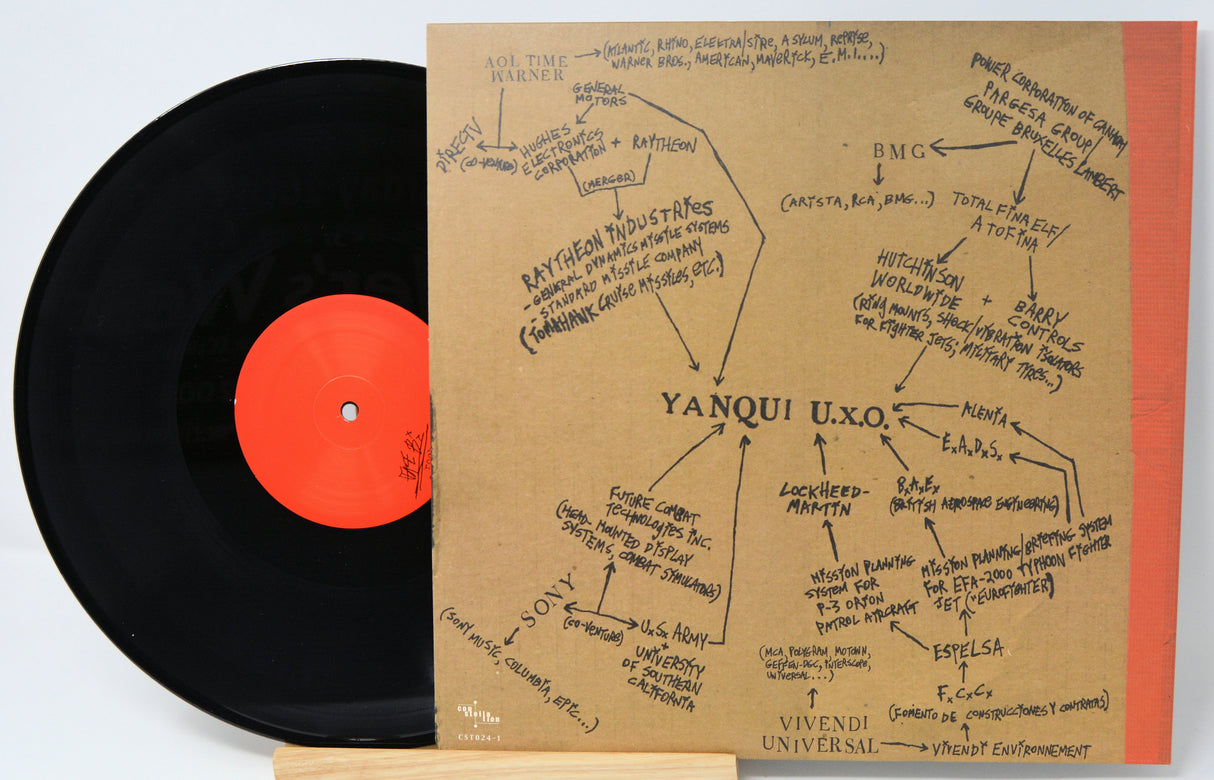 AOL TIME
WARNER
(ATLANTIC, RHINO, ELEKTRA/SIRE, ASYLUM, REPRISE,
WARNER BROS., AMERICAN, MAVERICK, E.M.I....)
GENERAL
MOTORS
DIRECTV
(CO-VENTURE)
HUGHES
ELECTRONICS
CORPORATION
+
RAYTHEON
(MERGER)
RAYTHEON INDUSTRIES
-GENERAL DYNAMICS MISSILE SYSTEMS
-STANDARD MISSILE COMPANY
(TOMAHAWK CRUISE MISSILES, ETC.)
POWER CORPORATION OF CANADA/
PARGESA GROUP/
GROUPE BRUXELLES LAMBERT
BMG
(ARISTA, RCA, BMG...)
TOTAL FINA ELF/
ATOFINA
HUTCHINSON
WORLDWIDE
+
BARRY
CONTROLS
(RING MOUNTS, SHOCK/VIBRATION ISOLATORS
FOR FIGHTER JETS; MILITARY TYRES...)
YANQUI U.X.O.
ALENIA
E.A.D.S.
LOCKHEED-
MARTIN
B.A.E.
(BRITISH AEROSPACE ENGINEERING)
FUTURE COMBAT
TECHNOLOGIES INC.
(HEAD-MOUNTED DISPLAY
SYSTEMS, COMBAT SIMULATORS)
MISSION PLANNING
SYSTEM FOR
P-3 ORION
PATROL AIRCRAFT
MISSION PLANNING/BRIEFING SYSTEM
FOR EFA-2000 TYPHOON FIGHTER
JET ("EUROFIGHTER")
SONY
(SONY MUSIC, COLUMBIA, EPIC...)
(CO-VENTURE)
U.S. ARMY
+
UNIVERSITY
OF SOUTHERN
CALIFORNIA
ESPELSA
F.C.C.
(FOMENTO DE CONSTRUCCIONES Y CONTRATAS)
(MCA, POLYGRAM, MOTOWN,
GEFFEN-DGC, INTERSCOPE,
UNIVERSAL...)
VIVENDI
UNIVERSAL
VIVENDI ENVIRONNEMENT
con
stella
tion
CST024-1